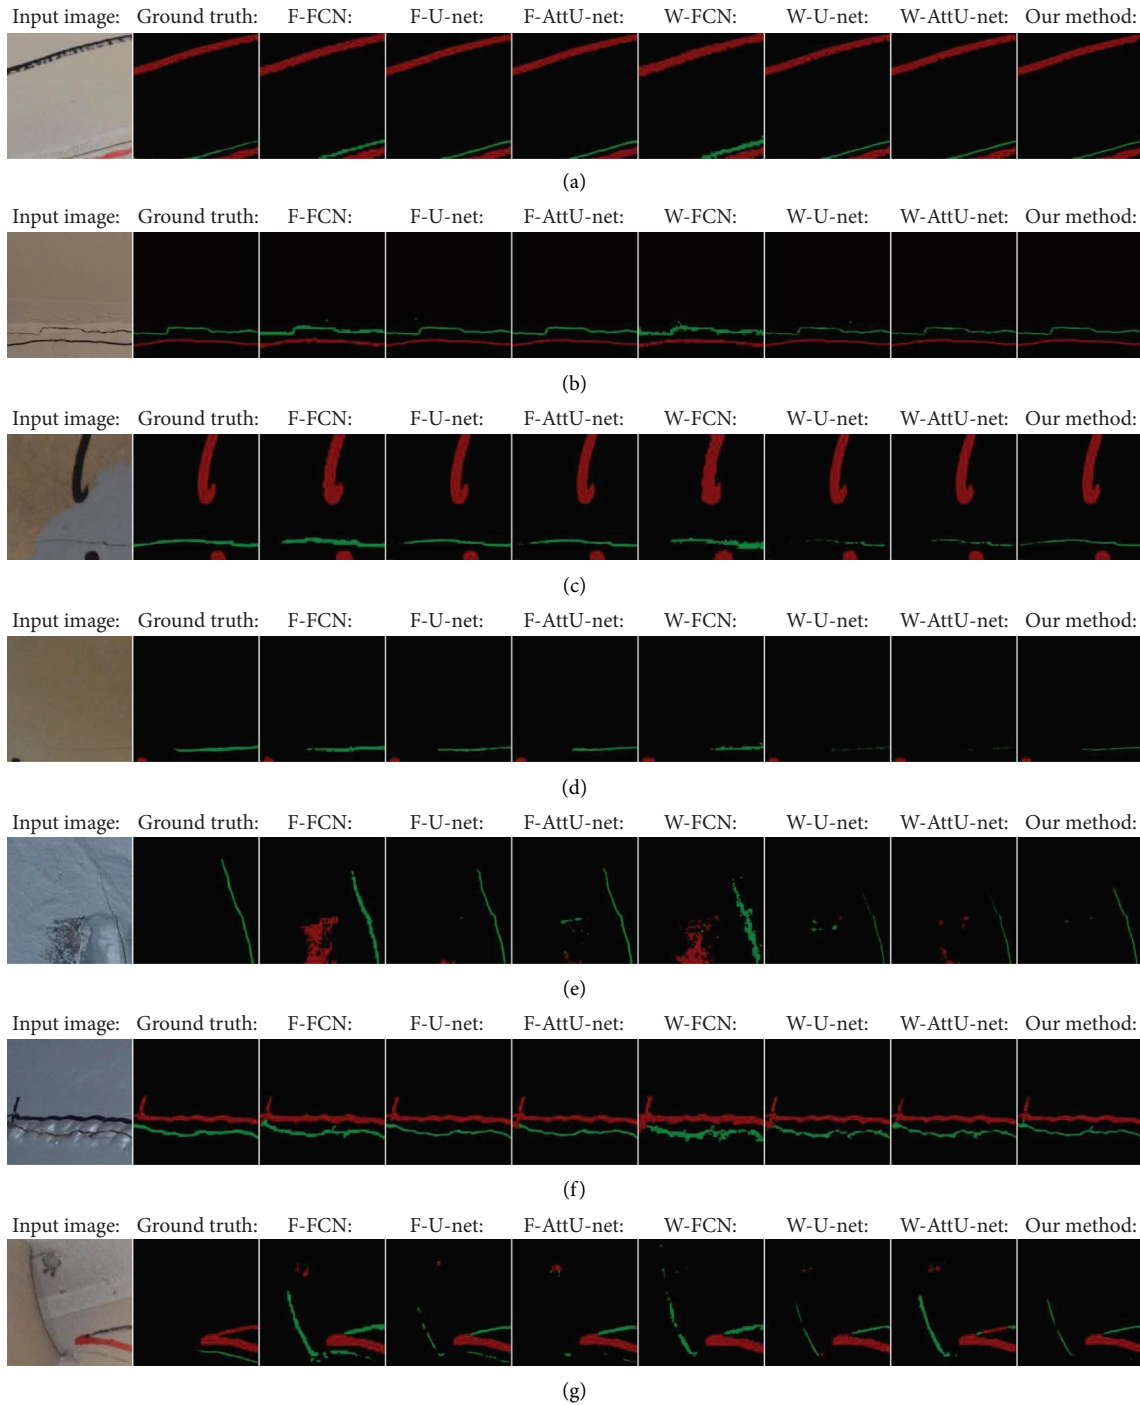 Input image: Ground truth: F-FCN: F-U-net: F-AttU-net: W-FCN: W-U-net: W-AttU-net: Our method:
(a)
Input image: Ground truth: F-FCN: F-U-net: F-AttU-net: W-FCN: W-U-net: W-AttU-net: Our method:
(b)
Input image: Ground truth: F-FCN: F-U-net: F-AttU-net: W-FCN: W-U-net: W-AttU-net: Our method:
(c)
Input image: Ground truth: F-FCN: F-U-net: F-AttU-net: W-FCN: W-U-net: W-AttU-net: Our method:
(d)
Input image: Ground truth: F-FCN: F-U-net: F-AttU-net: W-FCN: W-U-net: W-AttU-net: Our method:
(e)
Input image: Ground truth: F-FCN: F-U-net: F-AttU-net: W-FCN: W-U-net: W-AttU-net: Our method:
(f)
Input image: Ground truth: F-FCN: F-U-net: F-AttU-net: W-FCN: W-U-net: W-AttU-net: Our method:
(g)